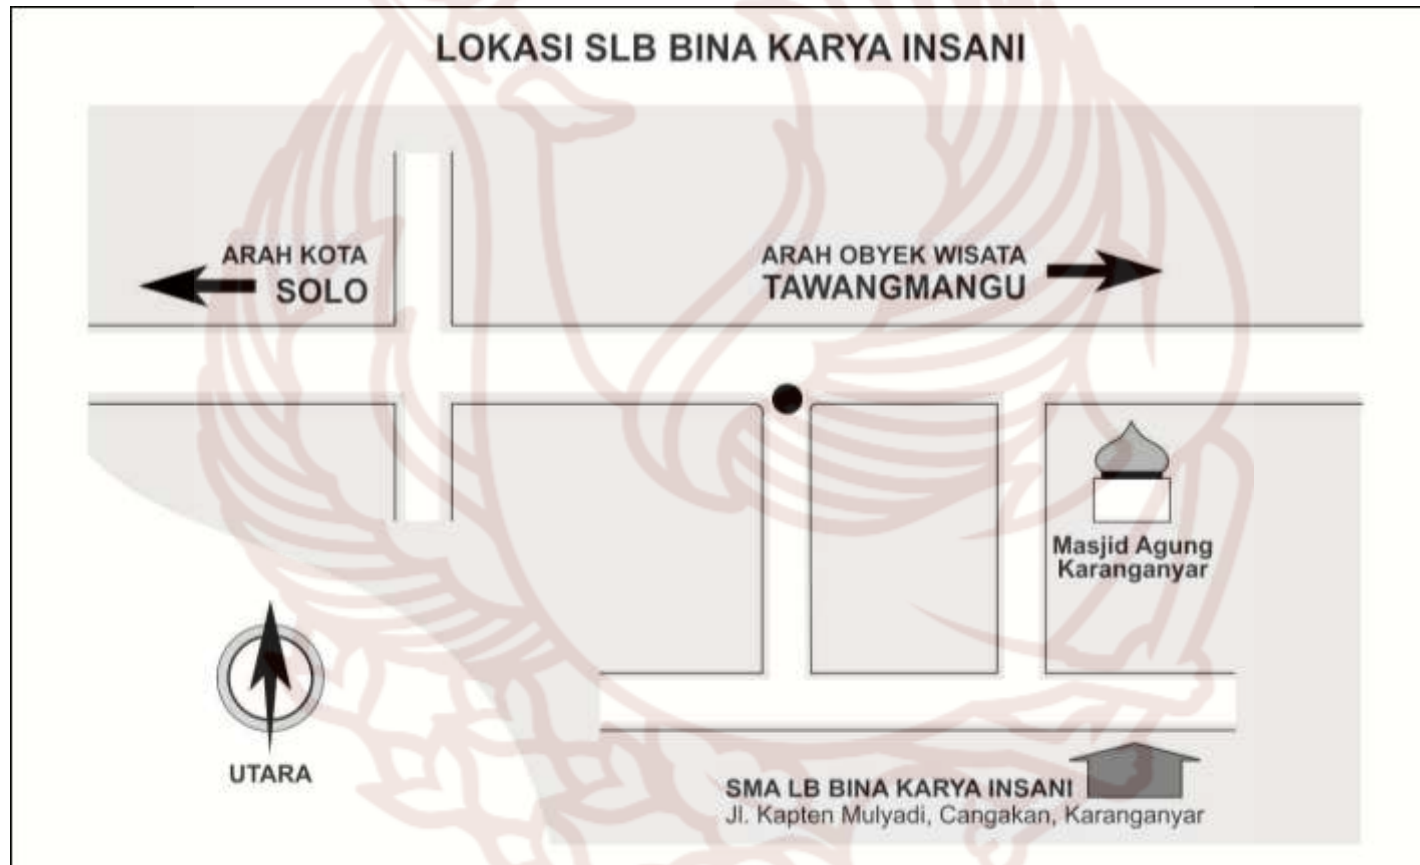 LOKASI SLB BINA KARYA INSANI
ARAH KOTA
SOLO
ARAH OBYEK WISATA
TAWANGMANGU
Masjid Agung
Karanganyar
UTARA
SMA LB BINA KARYA INSANI
Jl. Kapten Mulyadi, Cangakan, Karanganyar